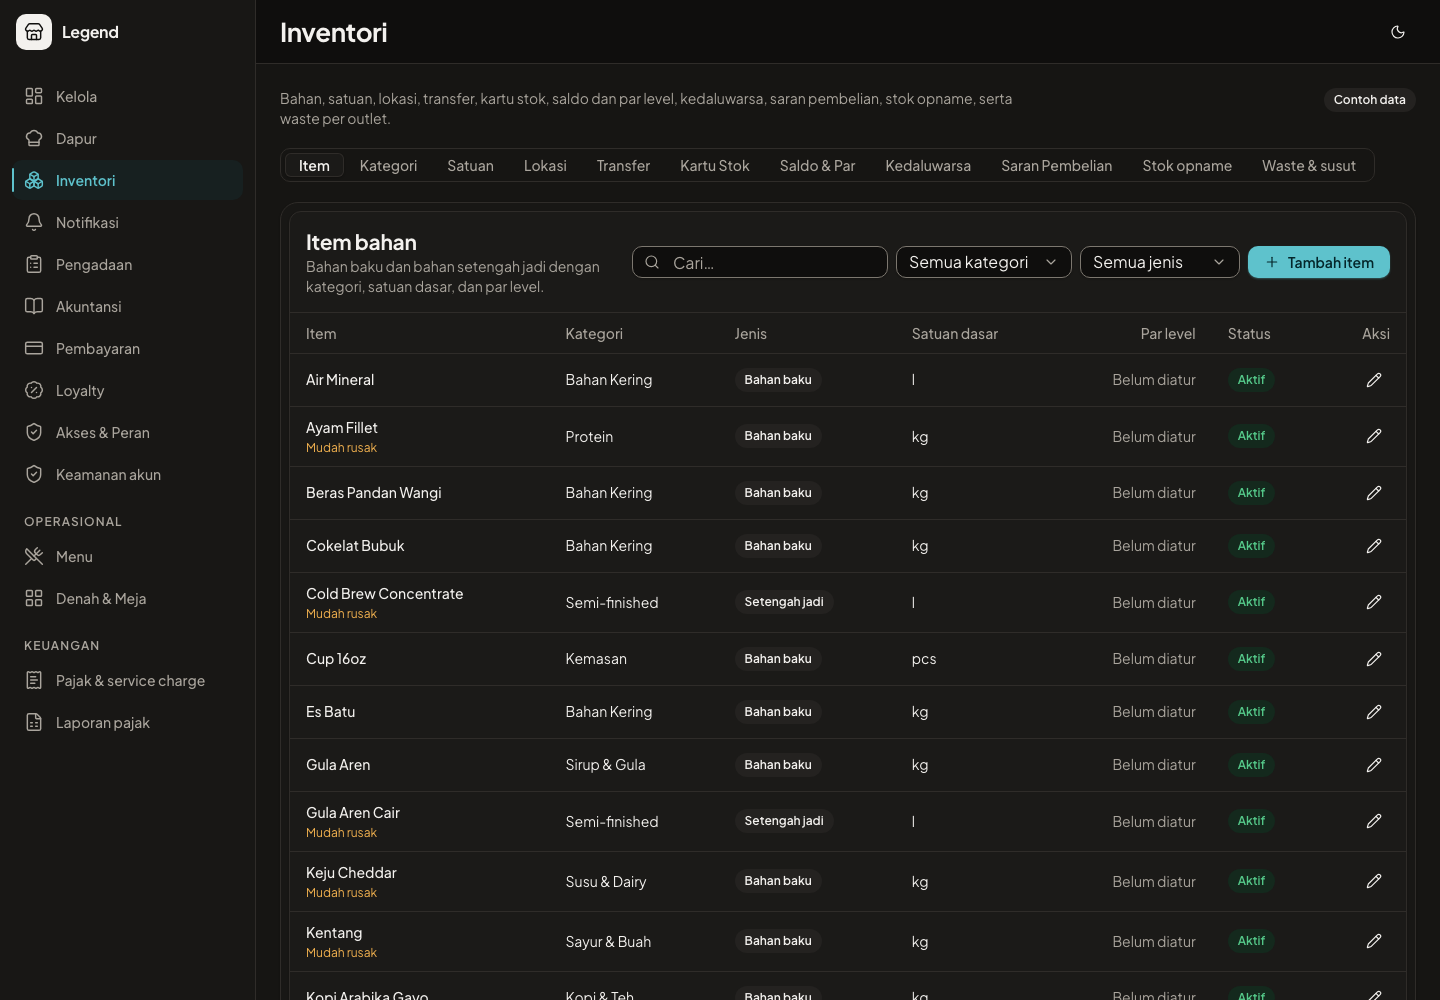 Legend
Inventori
Kelola
Dapur
Inventori
Notifikasi
Pengadaan
Akuntansi
Pembayaran
Loyalty
Akses & Peran
Keamanan akun
OPERASIONAL
Menu
Denah & Meja
KEUANGAN
Pajak & service charge
Laporan pajak
Bahan, satuan, lokasi, transfer, kartu stok, saldo dan par level, kedaluwarsa, saran pembelian, stok opname, serta
waste per outlet.
Contoh data
Item Kategori Satuan Lokasi Transfer Kartu Stok Saldo & Par Kedaluwarsa Saran Pembelian Stok opname Waste & susut
Item bahan
Bahan baku dan bahan setengah jadi dengan
kategori, satuan dasar, dan par level.
Cari...
Semua kategori
Semua jenis
Tambah item
Item Kategori Jenis Satuan dasar Par level Status Aksi
Air Mineral Bahan Kering Bahan baku l Belum diatur Aktif
Ayam Fillet
Mudah rusak
Protein Bahan baku kg Belum diatur Aktif
Beras Pandan Wangi Bahan Kering Bahan baku kg Belum diatur Aktif
Cokelat Bubuk Bahan Kering Bahan baku kg Belum diatur Aktif
Cold Brew Concentrate
Mudah rusak
Semi-finished Setengah jadi l Belum diatur Aktif
Cup 16oz Kemasan Bahan baku pcs Belum diatur Aktif
Es Batu Bahan Kering Bahan baku kg Belum diatur Aktif
Gula Aren Sirup & Gula Bahan baku kg Belum diatur Aktif
Gula Aren Cair
Mudah rusak
Semi-finished Setengah jadi l Belum diatur Aktif
Keju Cheddar
Mudah rusak
Susu & Dairy Bahan baku kg Belum diatur Aktif
Kentang
Mudah rusak
Sayur & Buah Bahan baku kg Belum diatur Aktif
Kopi Arabika Gayo Kopi & Teh Bahan baku kg Belum diatur Aktif